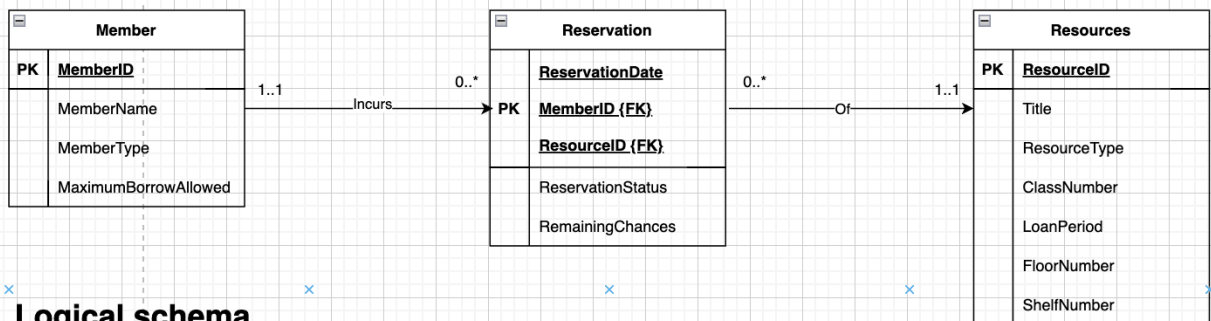 Member
PK MemberID
MemberName
MemberType
MaximumBorrowAllowed
1..1
Incurs
0..*
Reservation
ReservationDate
PK MemberID {FK}
ResourceID {FK}
ReservationStatus
RemainingChances
0..*
Of
1..1
Resources
PK ResourceID
Title
ResourceType
ClassNumber
LoanPeriod
FloorNumber
ShelfNumber
Logical schema